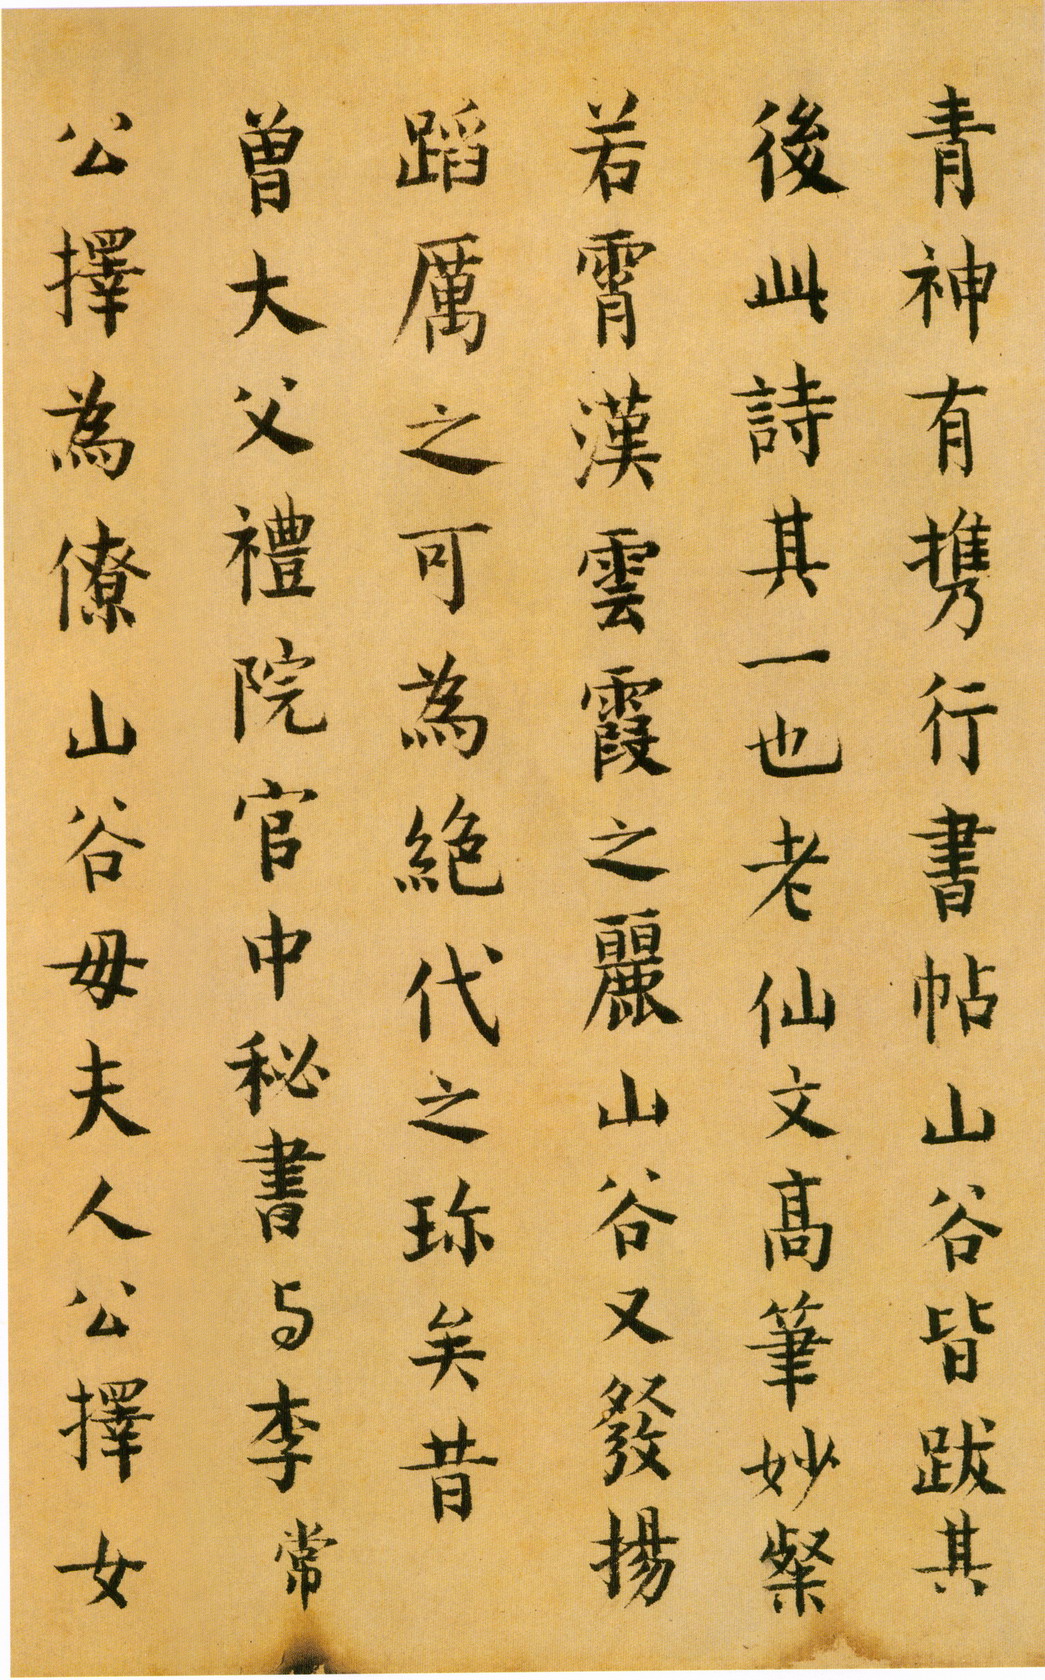 青神有携行書帖山谷皆跋其
後此詩其一也老仙文高筆妙粲
若霄漢雲霞之麗山谷又發揚
蹈厲之可為絕代之珎矣昔
曾大父禮院官中秘書与李常
公擇為僚山谷毋夫人公擇女